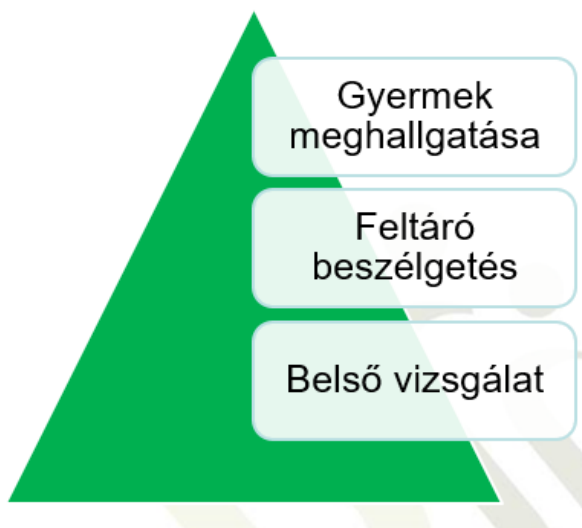 Gyermek
meghallgatása
Feltáró
beszélgetés
Belső vizsgálat